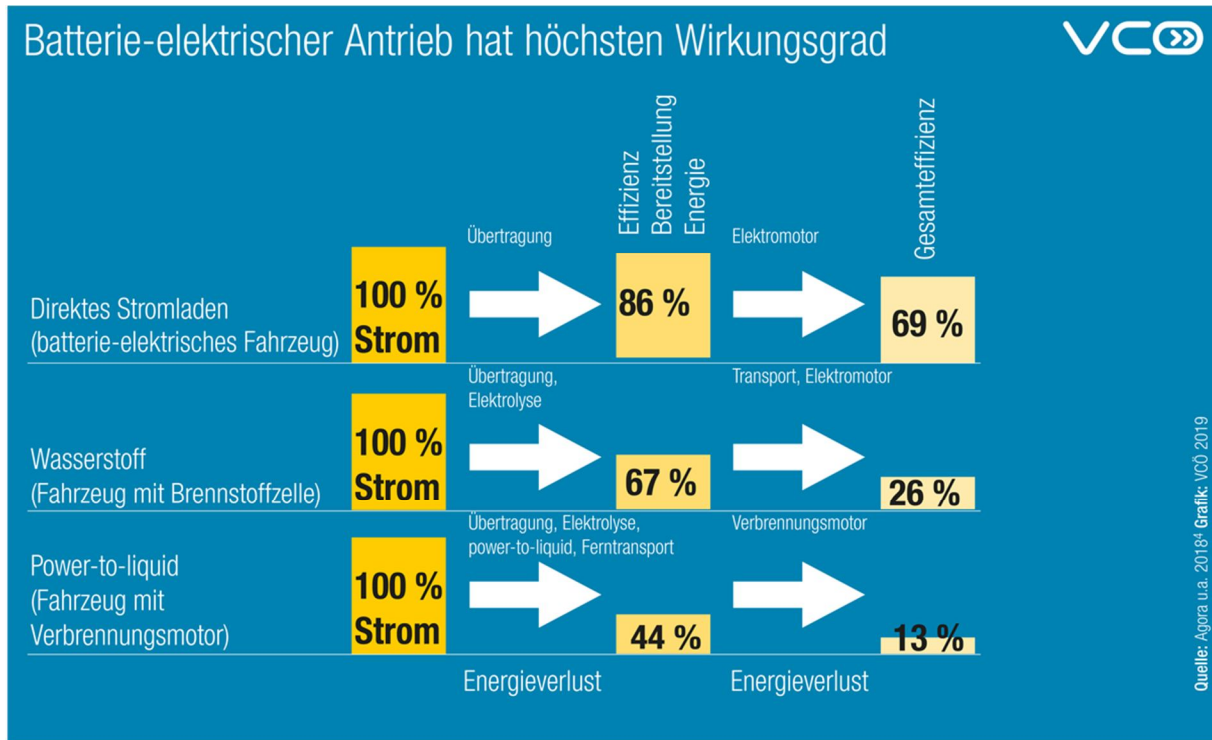 Batterie-elektrischer Antrieb hat höchsten Wirkungsgrad
VCÖ
Effizienz
Bereitstellung
Energie
Gesamteffizienz
Übertragung
Elektromotor
Direktes Stromladen
(batterie-elektrisches Fahrzeug)
100 %
Strom
86 %
69 %
Übertragung,
Elektrolyse
Transport, Elektromotor
Wasserstoff
(Fahrzeug mit Brennstoffzelle)
100 %
Strom
67 %
26 %
Übertragung, Elektrolyse,
power-to-liquid, Ferntransport
Verbrennungsmotor
Power-to-liquid
(Fahrzeug mit
Verbrennungsmotor)
100 %
Strom
44 %
13 %
Energieverlust
Energieverlust
Quelle: Agora u.a. 2018⁴ Grafik: VCÖ 2019